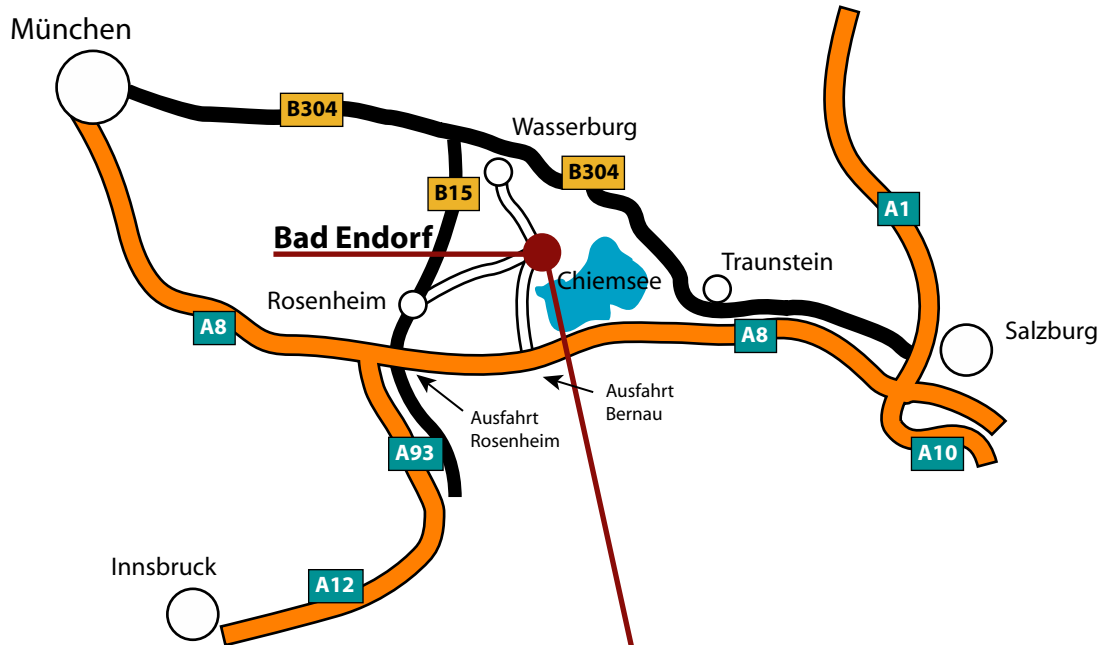 München
B304
Wasserburg
B304
B15
A1
Bad Endorf
Chiemsee
Traunstein
Rosenheim
A8
A8
Salzburg
Ausfahrt
Bernau
Ausfahrt
Rosenheim
A93
A10
Innsbruck
A12